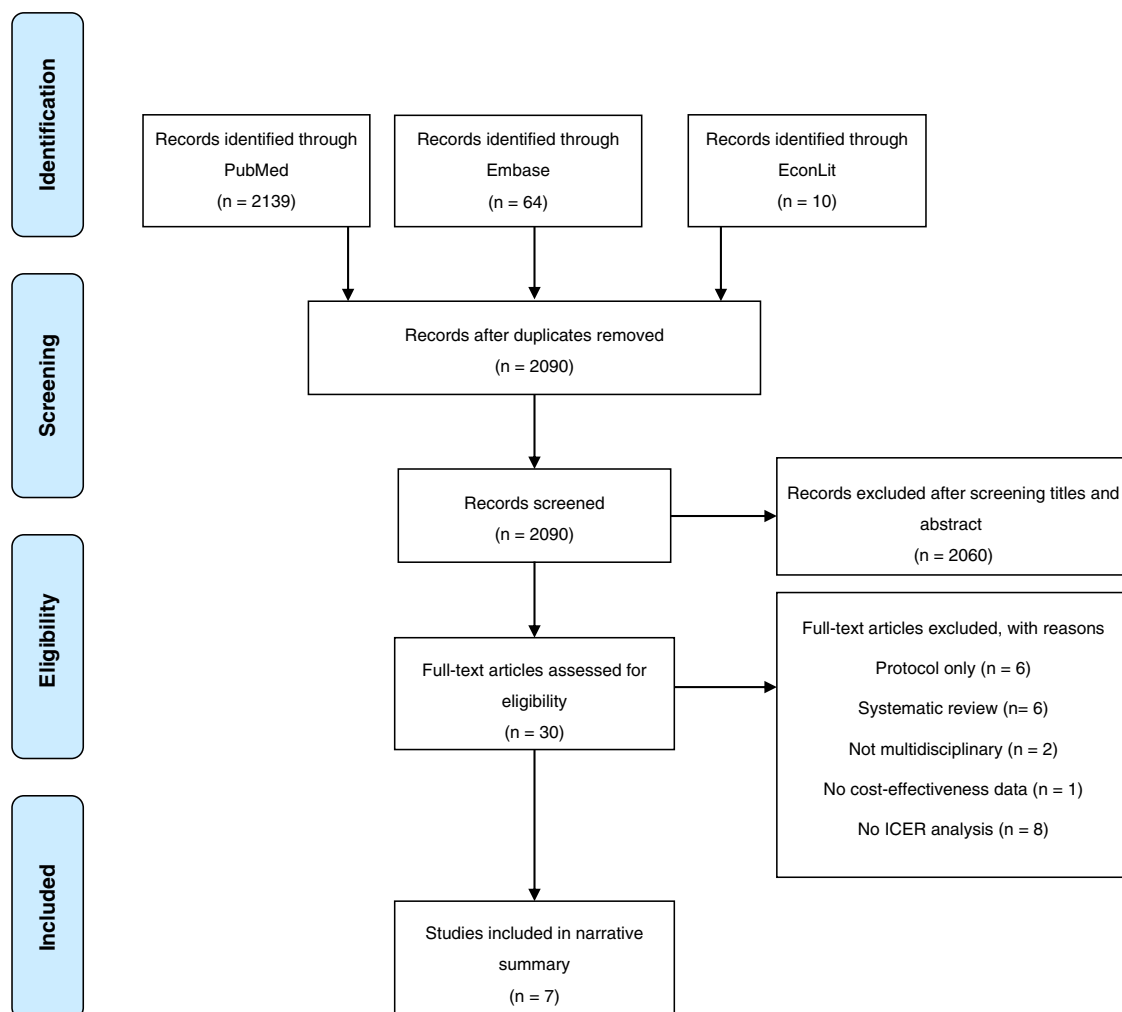 Identification
Records identified through
PubMed
(n = 2139)
Records identified through
Embase
(n = 64)
Records identified through
EconLit
(n = 10)
Screening
Records after duplicates removed
(n = 2090)
Records screened
(n = 2090)
Records excluded after screening titles and
abstract
(n = 2060)
Eligibility
Full-text articles assessed for
eligibility
(n = 30)
Full-text articles excluded, with reasons
Protocol only (n = 6)
Systematic review (n= 6)
Not multidisciplinary (n = 2)
No cost-effectiveness data (n = 1)
No ICER analysis (n = 8)
Included
Studies included in narrative
summary
(n = 7)